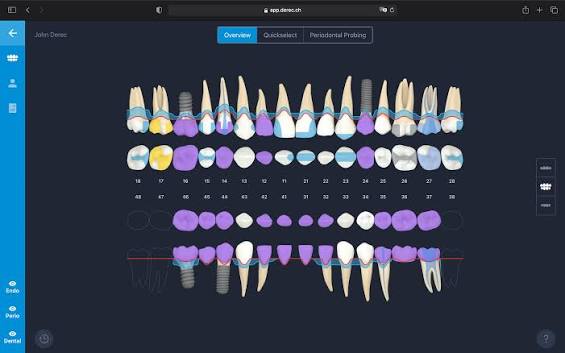 app.derec.ch
John Derec
Overview Quickselect Periodontal Probing
18 17 16 15 14 13 12 11 21 22 23 24 25 26 27 28
48 47 46 45 44 43 42 41 31 32 33 34 35 36 37 38
Endo
Perio
Dental
?